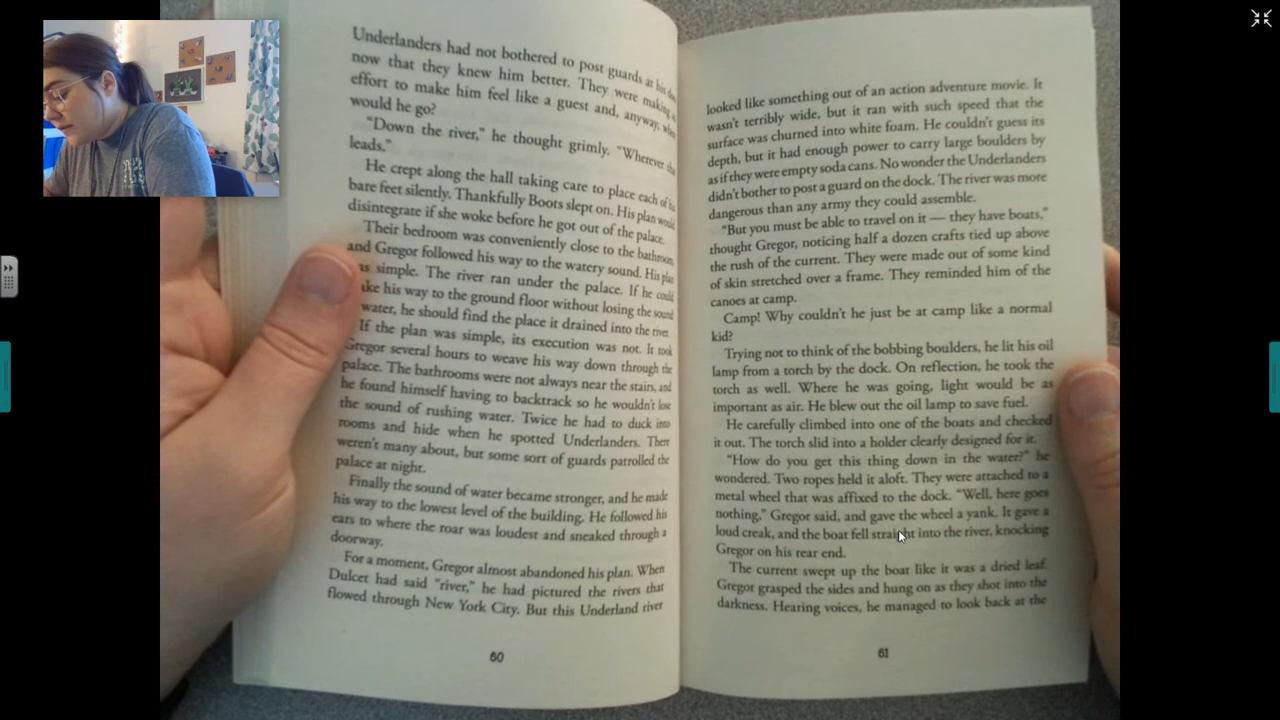 Underlanders had not bothered to post guards at his
now that they knew him better. They were making
effort to make him feel like a guest and, anyway,
would he go?
"Down the river," he thought grimly. "Wherever
leads."
He crept along the hall taking care to place each of his
bare feet silently. Thankfully Boots slept on. His plan would
disintegrate if she woke before he got out of the palace.
Their bedroom was conveniently close to the bathroom,
and Gregor followed his way to the watery sound. His plan
as simple. The river ran under the palace. If he could
ake his way to the ground floor without losing the sound
water, he should find the place it drained into the river.
If the plan was simple, its execution was not. It took
Gregor several hours to weave his way down through the
palace. The bathrooms were not always near the stairs, and
he found himself having to backtrack so he wouldn't lose
the sound of rushing water. Twice he had to duck into
rooms and hide when he spotted Underlanders. There
weren't many about, but some sort of guards patrolled the
palace at night.
Finally the sound of water became stronger, and he made
his way to the lowest level of the building. He followed his
ears to where the roar was loudest and sneaked through a
doorway.
For a moment, Gregor almost abandoned his plan. When
Dulcet had said "river," he had pictured the rivers that
flowed through New York City. But this Underland river
60
looked like something out of an action adventure movie. It
wasn't terribly wide, but it ran with such speed that the
surface was churned into white foam. He couldn't guess its
depth, but it had enough power to carry large boulders by
as if they were empty soda cans. No wonder the Underlanders
didn't bother to post a guard on the dock. The river was more
dangerous than any army they could assemble.
"But you must be able to travel on it — they have boats,"
thought Gregor, noticing half a dozen crafts tied up above
the rush of the current. They were made out of some kind
of skin stretched over a frame. They reminded him of the
canoes at camp.
Camp! Why couldn't he just be at camp like a normal
kid?
Trying not to think of the bobbing boulders, he lit his oil
lamp from a torch by the dock. On reflection, he took the
torch as well. Where he was going, light would be as
important as air. He blew out the oil lamp to save fuel.
He carefully climbed into one of the boats and checked
it out. The torch slid into a holder clearly designed for it.
"How do you get this thing down in the water?" he
wondered. Two ropes held it aloft. They were attached to a
metal wheel that was affixed to the dock. "Well, here goes
nothing," Gregor said, and gave the wheel a yank. It gave a
loud creak, and the boat fell straight into the river, knocking
Gregor on his rear end.
The current swept up the boat like it was a dried leaf.
Gregor grasped the sides and hung on as they shot into the
darkness. Hearing voices, he managed to look back at the
61